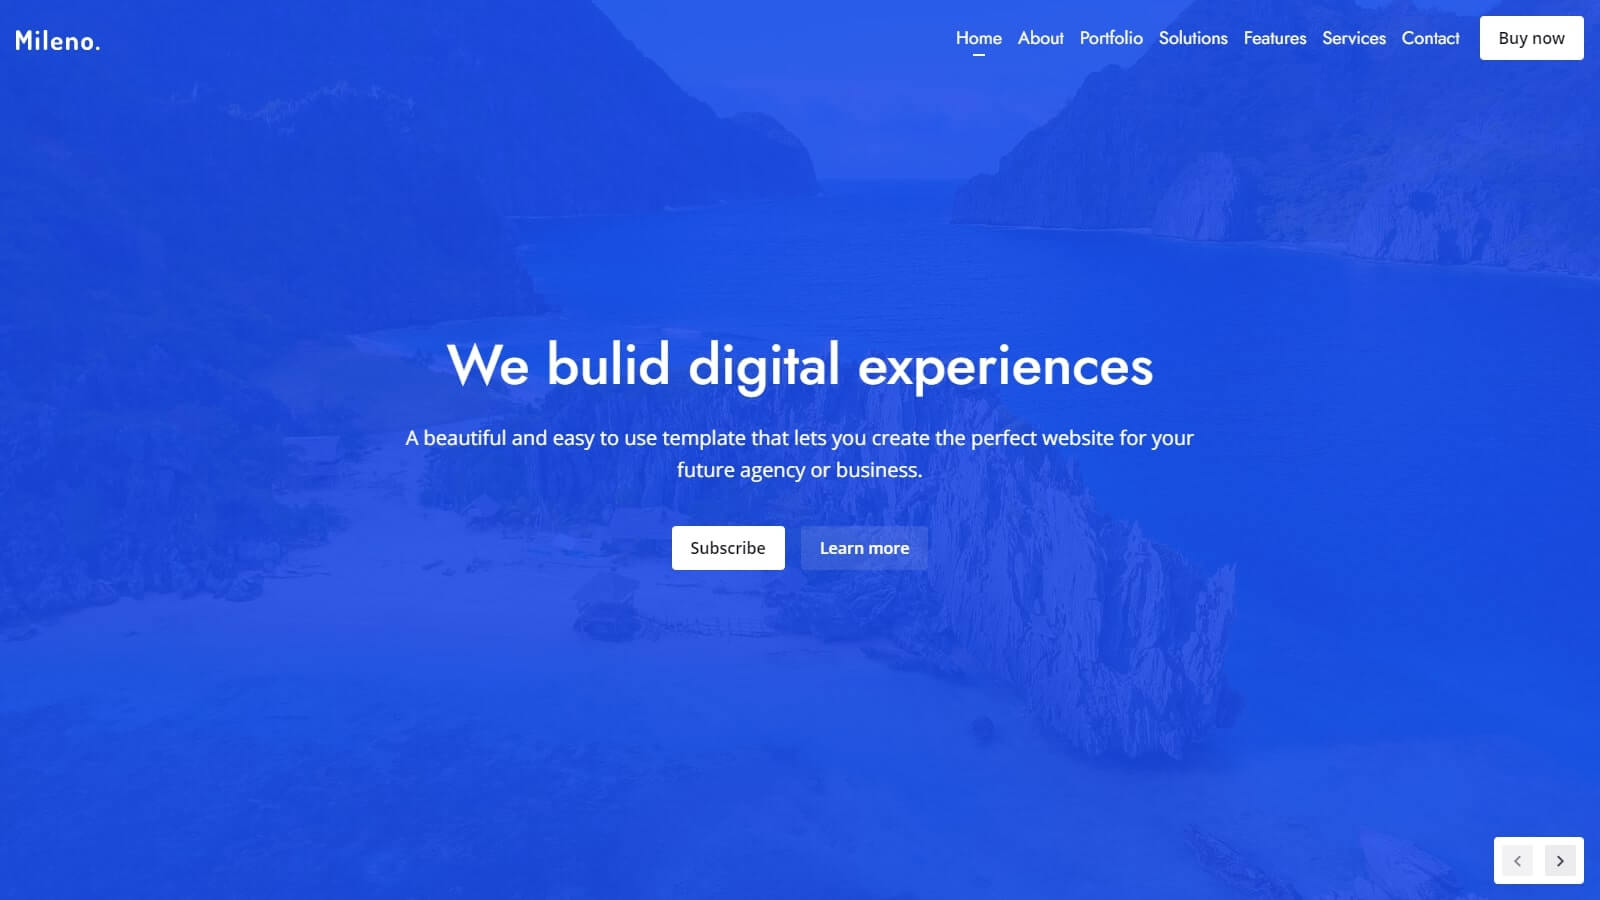 Mileno.
Home About Portfolio Solutions Features Services Contact Buy now
We bulid digital experiences
A beautiful and easy to use template that lets you create the perfect website for your
future agency or business.
Subscribe Learn more